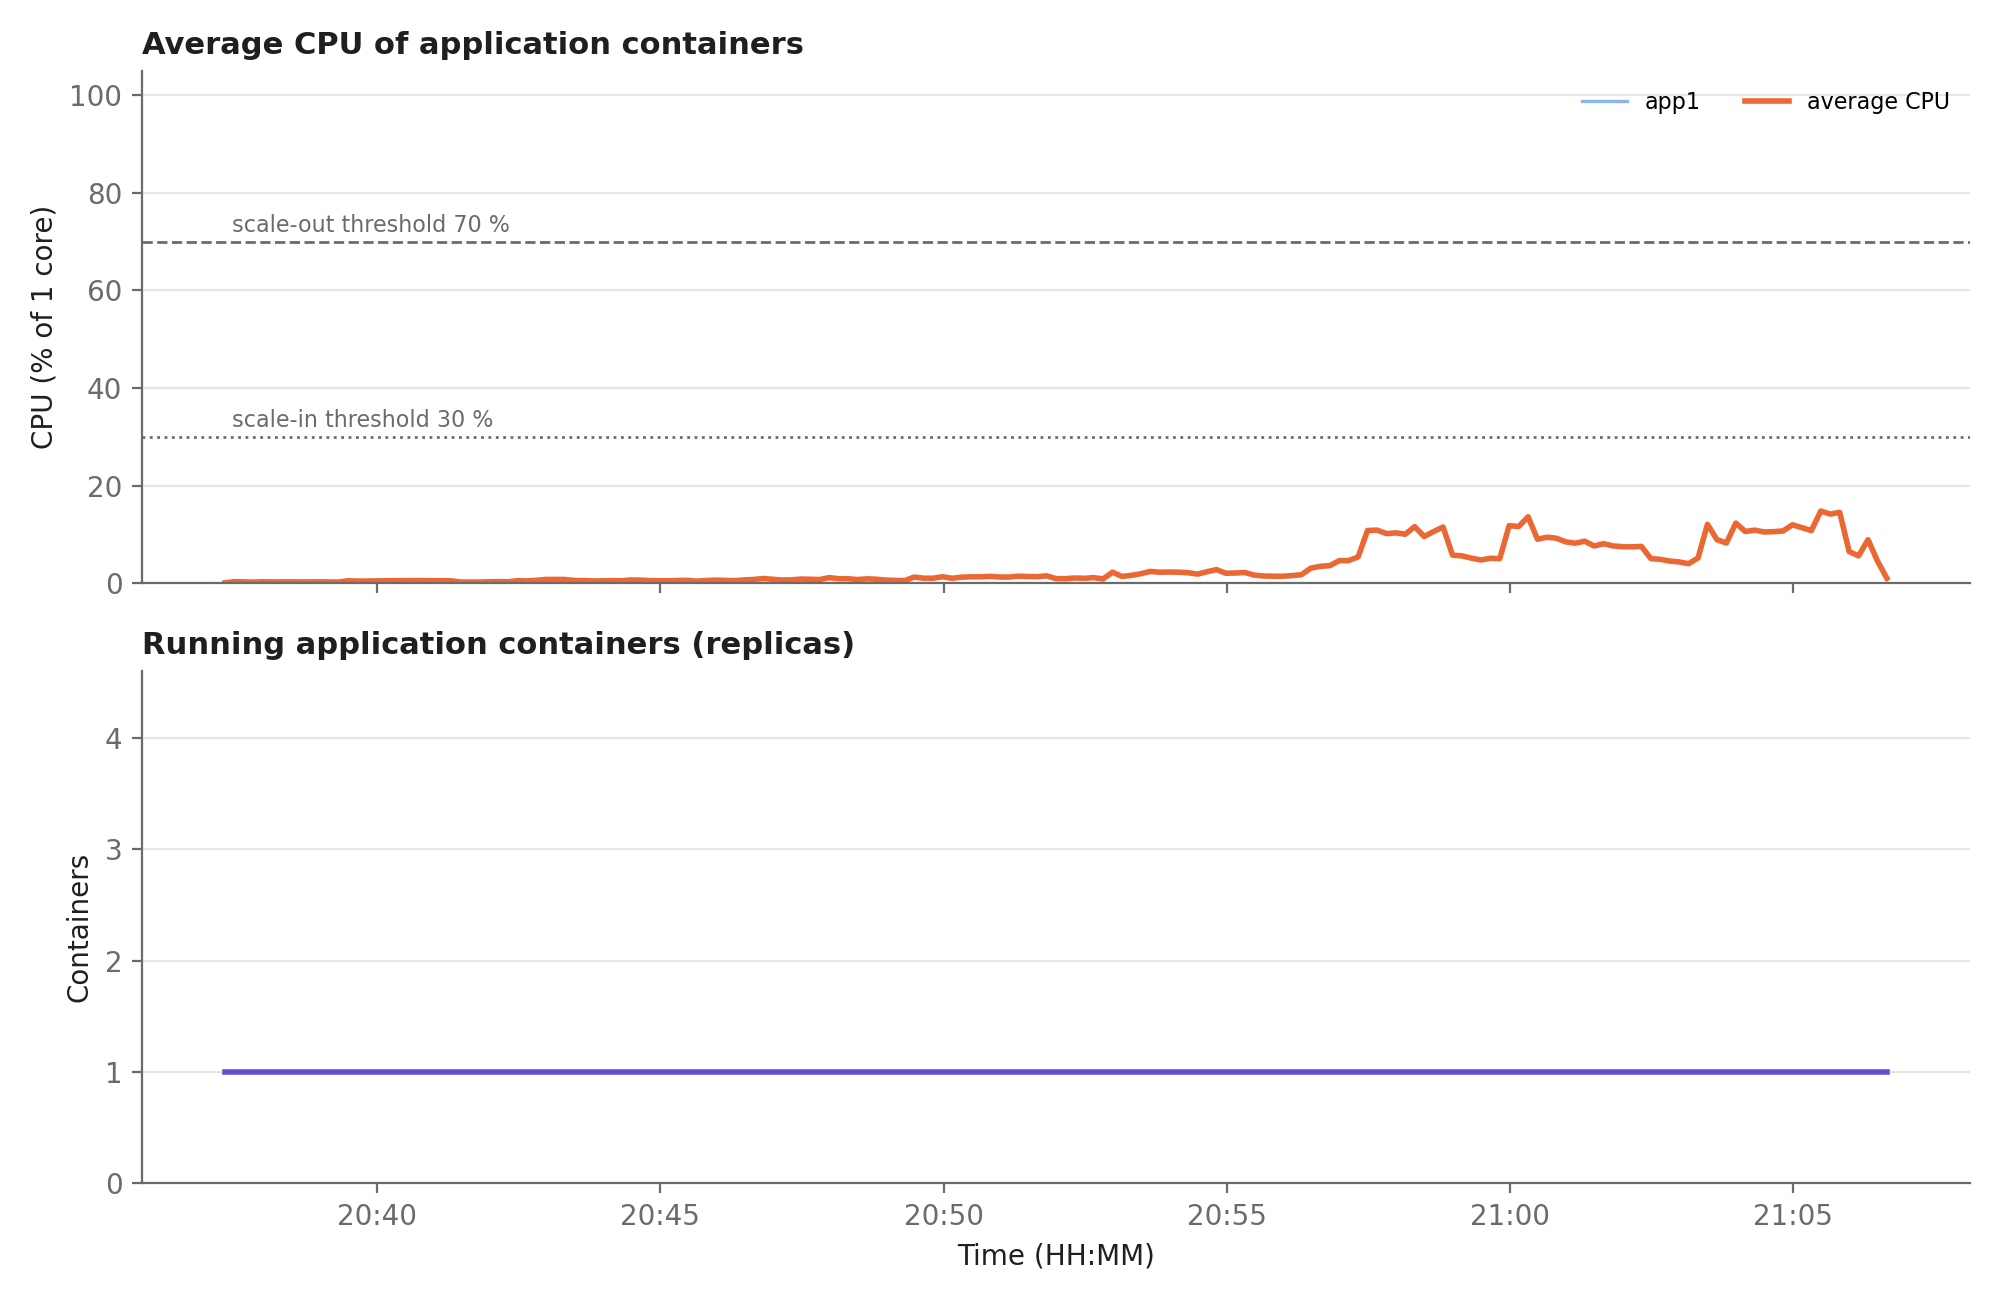 Average CPU of application containers
100
80
60
40
20
0
CPU (% of 1 core)
app1
average CPU
scale-out threshold 70 %
scale-in threshold 30 %
Running application containers (replicas)
4
3
2
1
0
Containers
20:40
20:45
20:50
20:55
21:00
21:05
Time (HH:MM)